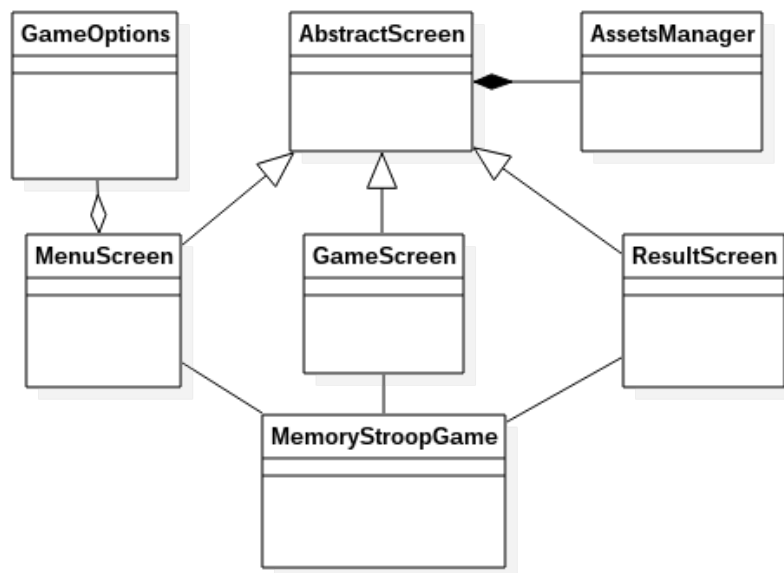 GameOptions
AbstractScreen
AssetsManager
MenuScreen
GameScreen
ResultScreen
MemoryStroopGame